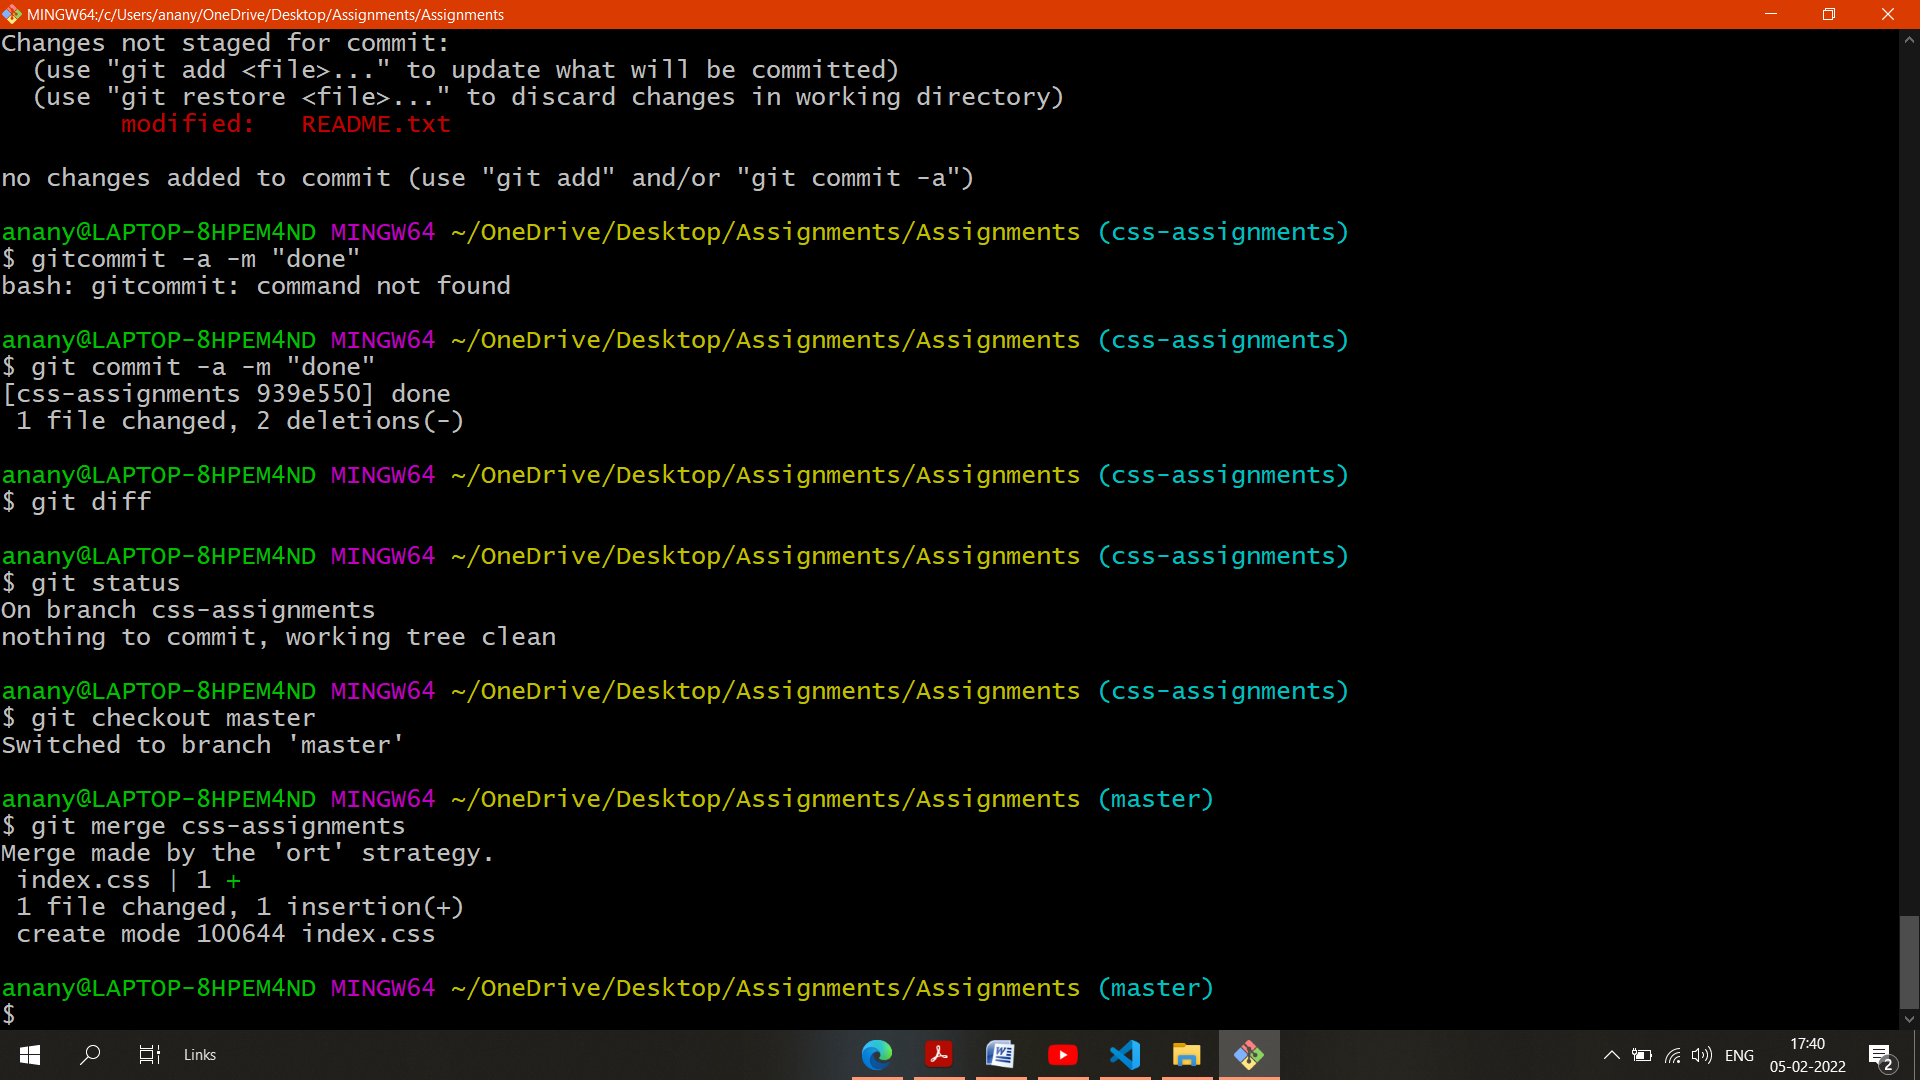 MINGW64:/c/Users/anany/OneDrive/Desktop/Assignments/Assignments
Changes not staged for commit:
  (use "git add <file>..." to update what will be committed)
  (use "git restore <file>..." to discard changes in working directory)
        modified:   README.txt

no changes added to commit (use "git add" and/or "git commit -a")

anany@LAPTOP-8HPEM4ND MINGW64 ~/OneDrive/Desktop/Assignments/Assignments (css-assignments)
$ gitcommit -a -m "done"
bash: gitcommit: command not found

anany@LAPTOP-8HPEM4ND MINGW64 ~/OneDrive/Desktop/Assignments/Assignments (css-assignments)
$ git commit -a -m "done"
[css-assignments 939e550] done
 1 file changed, 2 deletions(-)

anany@LAPTOP-8HPEM4ND MINGW64 ~/OneDrive/Desktop/Assignments/Assignments (css-assignments)
$ git diff

anany@LAPTOP-8HPEM4ND MINGW64 ~/OneDrive/Desktop/Assignments/Assignments (css-assignments)
$ git status
On branch css-assignments
nothing to commit, working tree clean

anany@LAPTOP-8HPEM4ND MINGW64 ~/OneDrive/Desktop/Assignments/Assignments (css-assignments)
$ git checkout master
Switched to branch 'master'

anany@LAPTOP-8HPEM4ND MINGW64 ~/OneDrive/Desktop/Assignments/Assignments (master)
$ git merge css-assignments
Merge made by the 'ort' strategy.
 index.css | 1 +
 1 file changed, 1 insertion(+)
 create mode 100644 index.css

anany@LAPTOP-8HPEM4ND MINGW64 ~/OneDrive/Desktop/Assignments/Assignments (master)
$
Links
ENG
17:40
05-02-2022
2